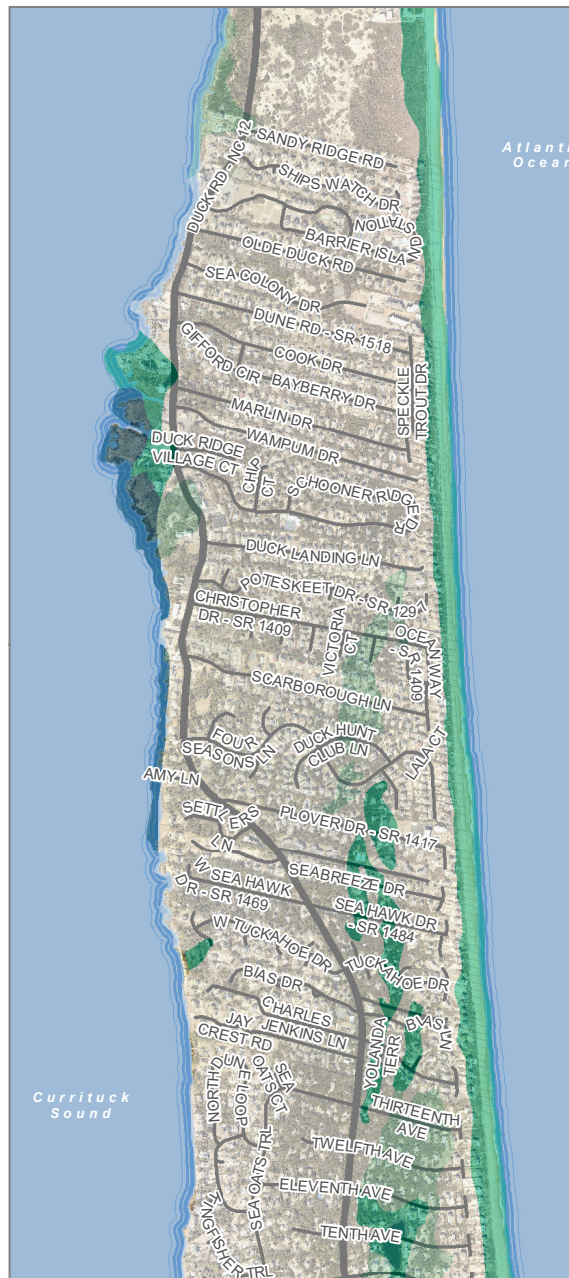 SANDY RIDGE RD
Atlanti
Ocean
DUCK RD - NC 12
SHIPS WATCH DR
STATION
BARRIER ISLA
ND
OLDE DUCK RD
SEA COLONY DR
DUNE RD - SR 1518
GIFFORD CIR
COOK DR
BAYBERRY DR
SPECKLE
TROUT DR
MARLIN DR
WAMPUM DR
DUCK RIDGE
VILLAGE CT
CHIP
CT
SCHOONER RIDGE DR
DUCK LANDING LN
POTESKEET DR - SR 1297
CHRISTOPHER
DR - SR 1409
VICTORIA
CT
OCEAN WAY
- SR 1409
SCARBOROUGH LN
FOUR
SEASONS LN
DUCK HUNT
CLUB LN
LALA CT
AMY LN
SETTLERS
LN
PLOVER DR - SR 1417
SEABREEZE DR
W SEA HAWK
DR - SR 1469
SEA HAWK DR
- SR 1484
W TUCKAHOE DR
TUCKAHOE DR
BIAS DR
BIAS LN
CHARLES
JENKINS LN
JAY
CREST RD
YOLANDA
TERR
Currituck
Sound
NORTH DUNE LOOP
SEA
OATS CT
THIRTEENTH
AVE
TWELFTH AVE
SEA OATS TRL
ELEVENTH AVE
KINGFISHER TRL
TENTH AVE